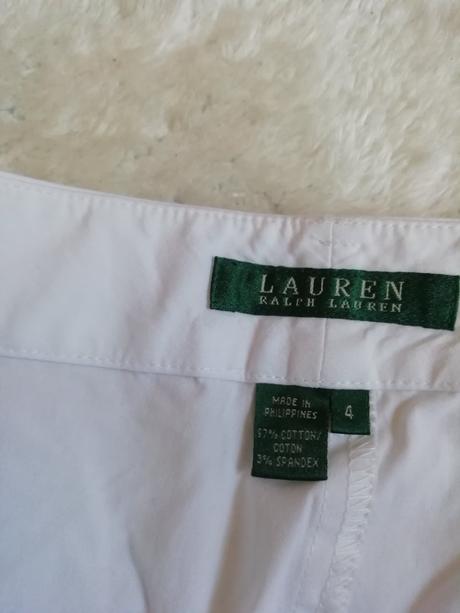 LAUREN
RALPH LAUREN
MADE IN
PHILIPPINES
4
97% COTTON/
COTON
3% SPANDEX